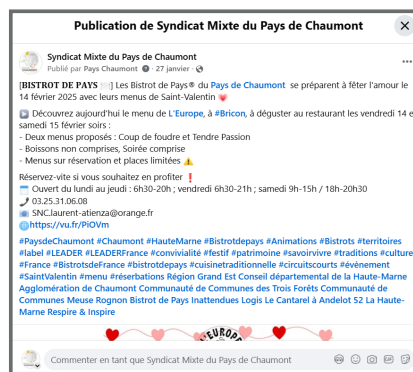 Publication de Syndicat Mixte du Pays de Chaumont
Syndicat Mixte du Pays de Chaumont
Publié par Pays Chaumont · 27 janvier ·
[BISTROT DE PAYS] Les Bistrot de Pays® du Pays de Chaumont se préparent à fêter l'amour le
14 février 2025 avec leurs menus de Saint-Valentin
Découvrez aujourd'hui le menu de L'Europe, à #Bricon, à déguster au restaurant les vendredi 14 e
samedi 15 février soirs :
- Deux menus proposés : Coup de foudre et Tendre Passion
- Boissons non comprises, Soirée comprise
- Menus sur réservation et places limitées ⚠️
Réservez-vite si vous souhaitez en profiter ❗
Ouvert du lundi au jeudi : 6h30-20h ; vendredi 6h30-21h ; samedi 9h-15h / 18h-20h30
03.25.31.06.08
SNC.laurent-atienza@orange.fr
https://vu.fr/PiOVm
#PaysdeChaumont #Chaumont #HauteMarne #Bistrotdepays #Animations #Bistrots #territoires
#label #LEADER #LEADERFrance #convivialité #festif #patrimoine #savoirvivre #traditions #culture
#France #BistrotsdeFrance #bistrotdepays #cuisinetraditionnelle #circuitscourts #évènement
#SaintValentin #menu #réserbations Région Grand Est Conseil départemental de la Haute-Marne
Agglomération de Chaumont Communauté de Communes des Trois Forêts Communauté de
Communes Meuse Rognon Bistrot de Pays Inattendues Logis Le Cantarel à Andelot 52 La Haute-
Marne Respire & Inspire
L'EUROPE
Commenter en tant que Syndicat Mixte du Pays de Chaumont